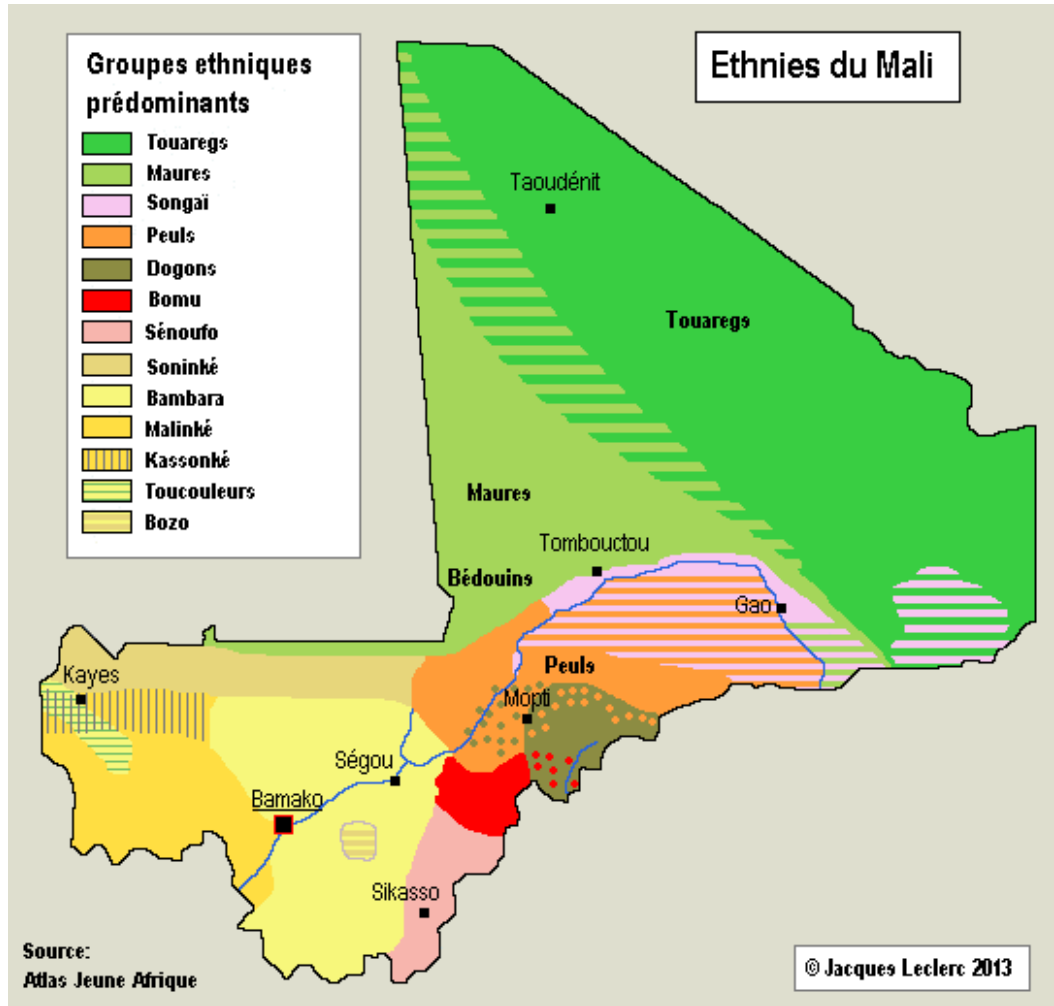 Ethnies du Mali
Groupes ethniques
prédominants
Touaregs
Maures
Songaï
Peuls
Dogons
Bomu
Sénoufo
Soninké
Bambara
Malinké
Kassonké
Toucouleurs
Bozo
Taoudénit
Touaregs
Maures
Tombouctou
Bédouins
Gao
Peuls
Kayes
Mopti
Ségou
Bamako
Sikasso
Source:
Atlas Jeune Afrique
© Jacques Leclerc 2013